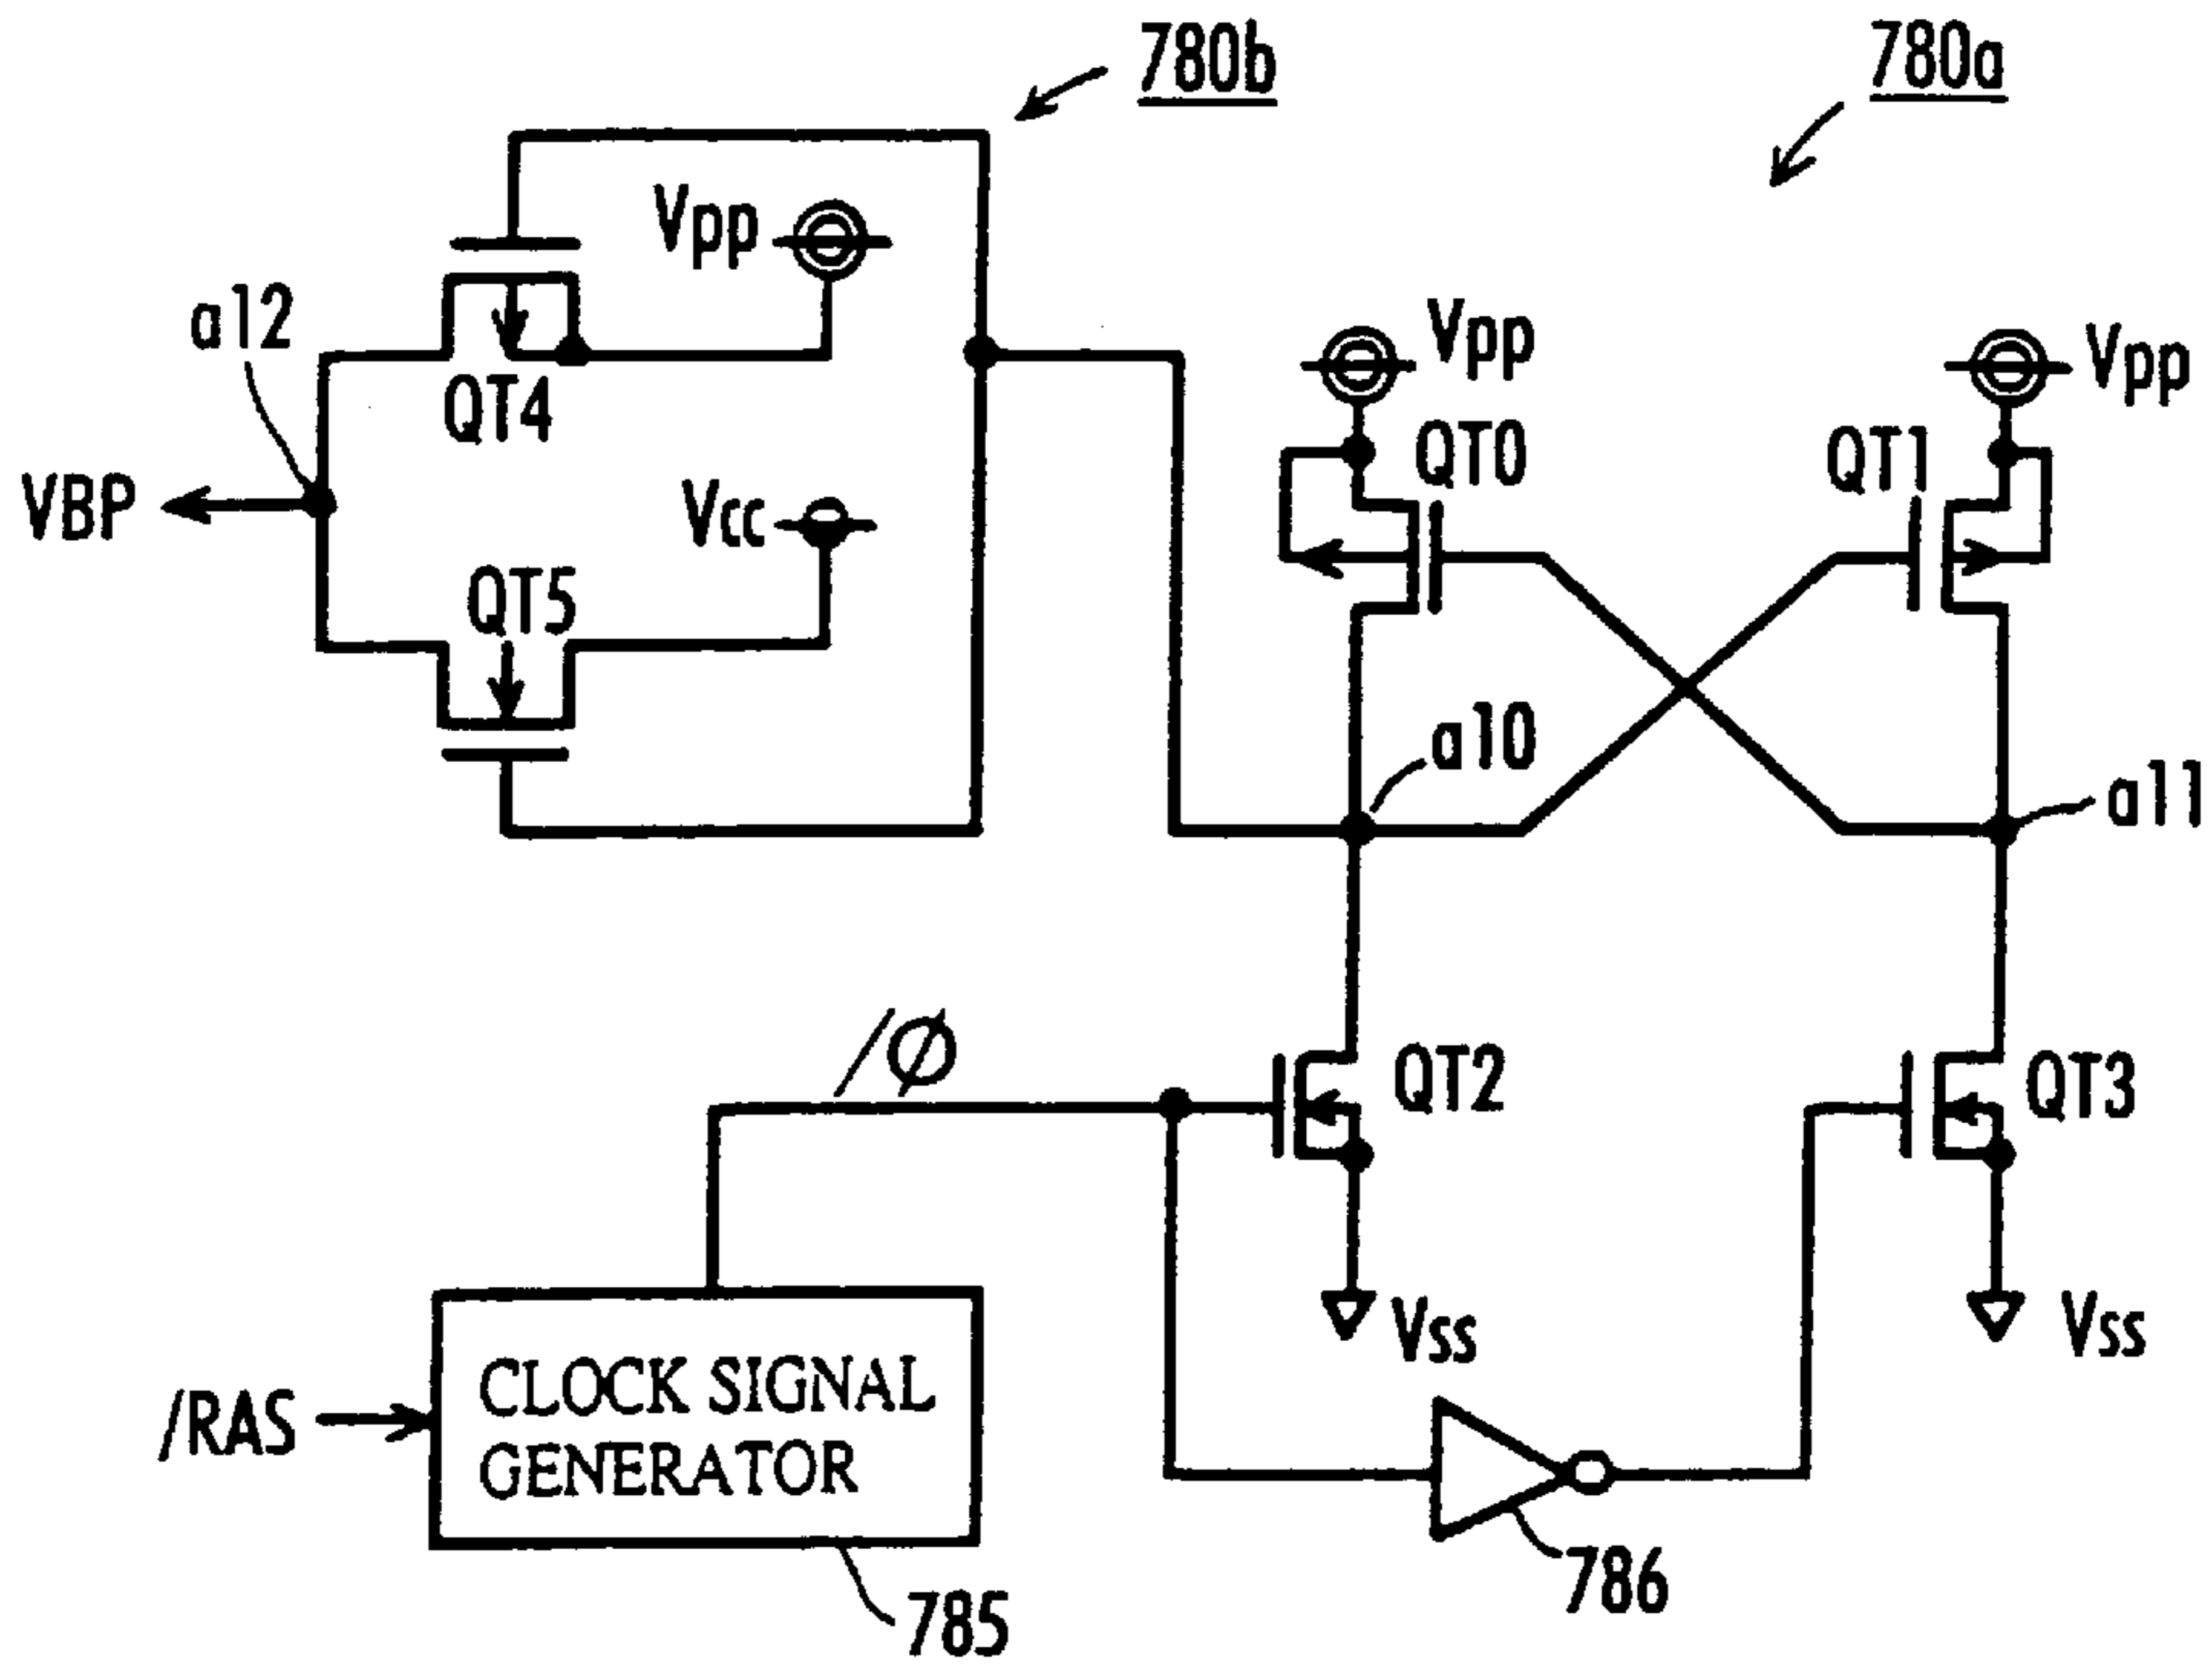 780b
780a
Vpp
a12
Vpp
Vpp
QT4
QT0
QT1
VBP
Vcc
QT5
a10
a11
/Ø
QT2
QT3
Vss
Vss
/RAS
CLOCK SIGNAL
GENERATOR
786
785